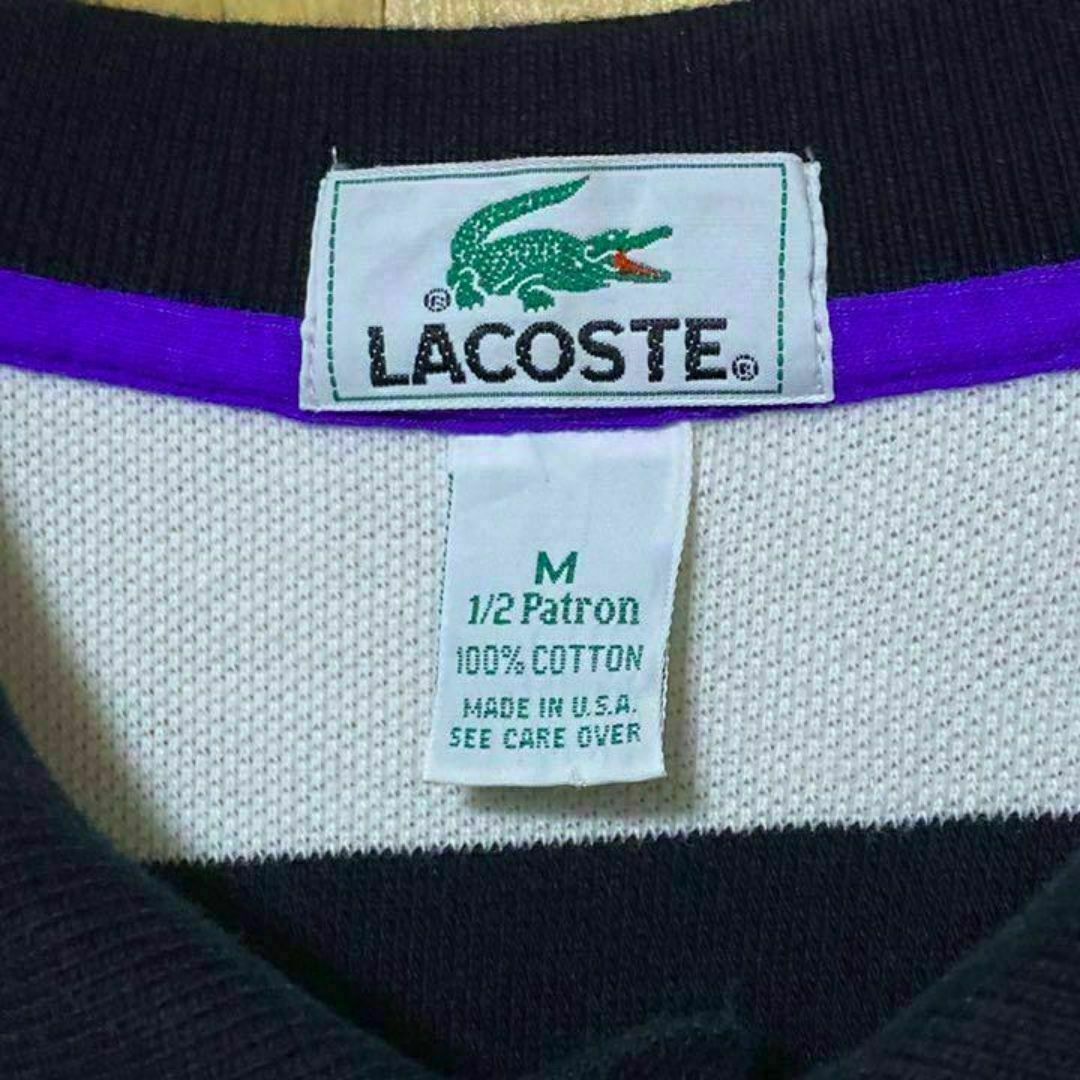 ®
LACOSTE®
M
1/2 Patron
100% COTTON
MADE IN U.S.A.
SEE CARE OVER